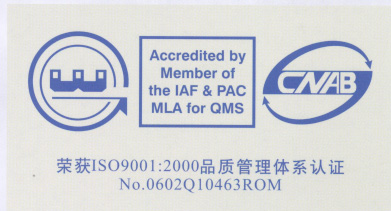 Accredited by
Member of
the IAF & PAC
MLA for QMS
CNAB
荣获ISO9001:2000品质管理体系认证
No.0602Q10463ROM